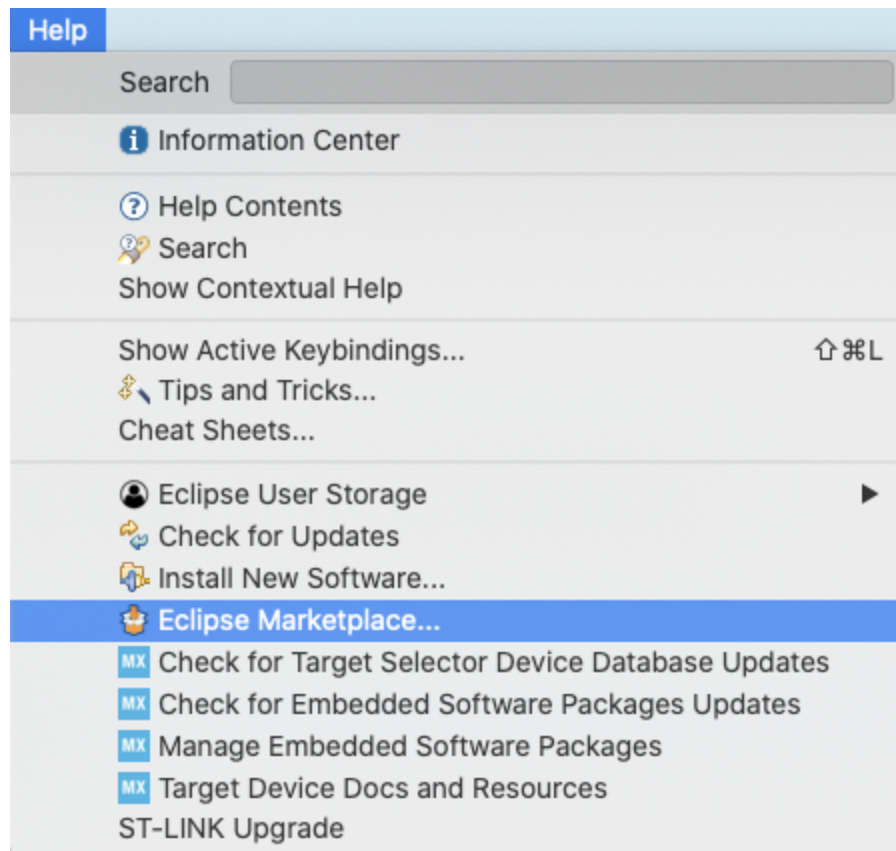 Help
Search
Information Center
Help Contents
Search
Show Contextual Help
Show Active Keybindings... ⇧⌘L
Tips and Tricks...
Cheat Sheets...
Eclipse User Storage
Check for Updates
Install New Software...
Eclipse Marketplace...
MX Check for Target Selector Device Database Updates
MX Check for Embedded Software Packages Updates
MX Manage Embedded Software Packages
MX Target Device Docs and Resources
ST-LINK Upgrade